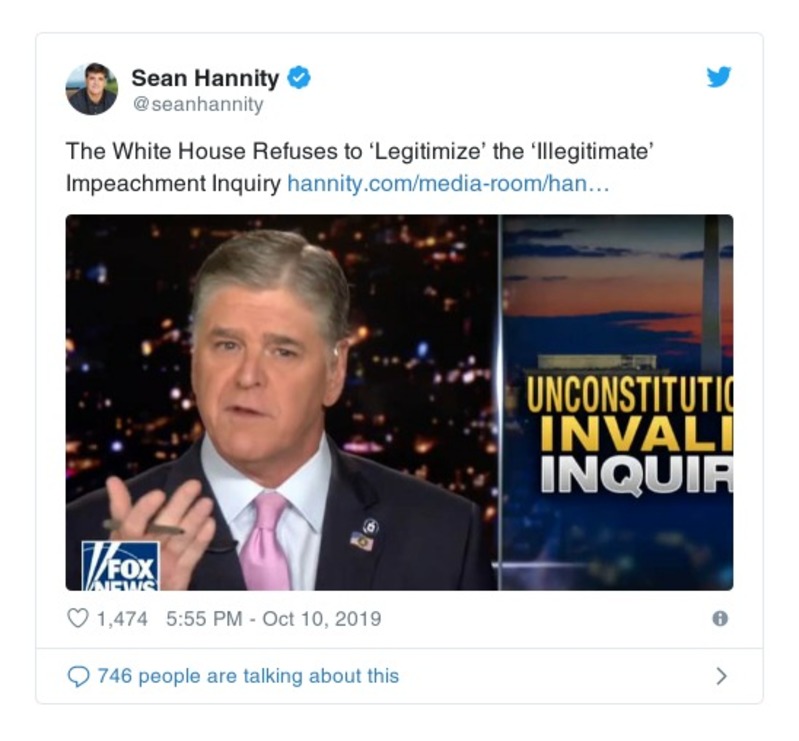 Sean Hannity
@seanhannity
The White House Refuses to ‘Legitimize’ the ‘Illegitimate’
Impeachment Inquiry hannity.com/media-room/han…
UNCONSTITUTIO
INVALI
INQUIR
FOX
NEWS
1,474 5:55 PM - Oct 10, 2019
746 people are talking about this